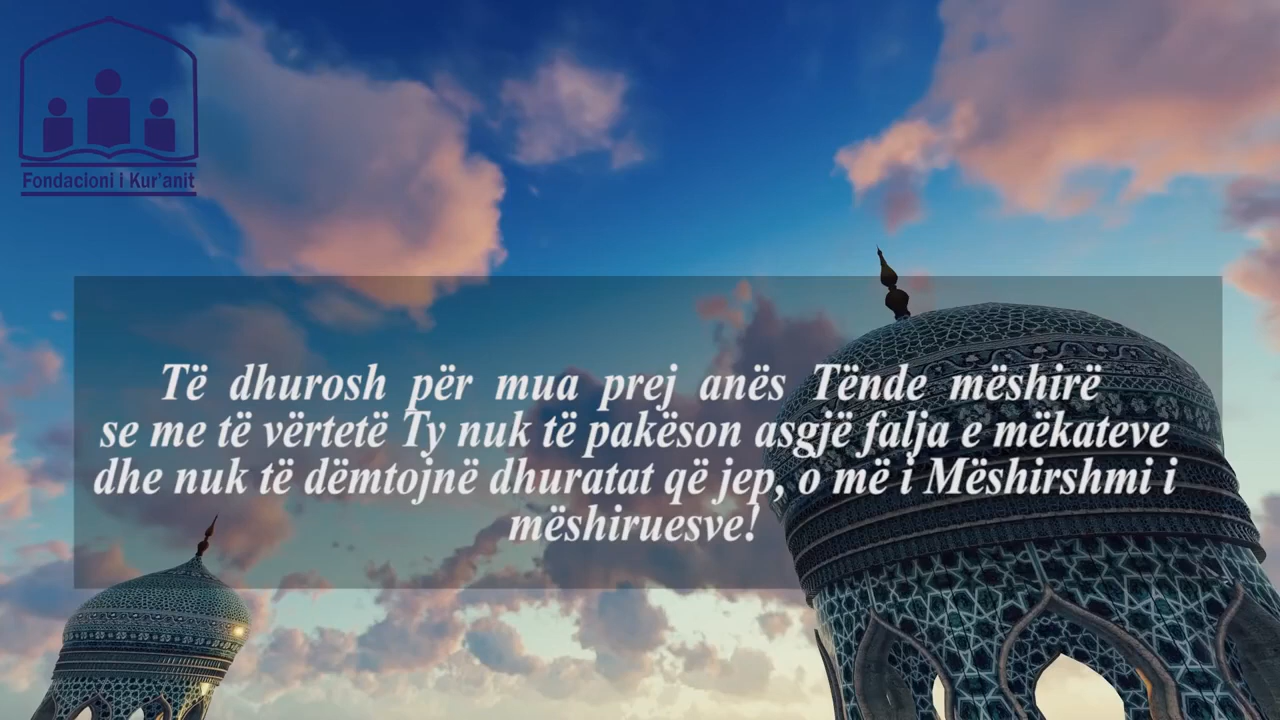 Fondacioni i Kur'anit
Të dhurosh për mua prej anës Tënde mëshirë
se me të vërtetë Ty nuk të pakëson asgjë falja e mëkateve
dhe nuk të dëmtojnë dhuratat që jep, o më i Mëshirshmi i
mëshiruesve!